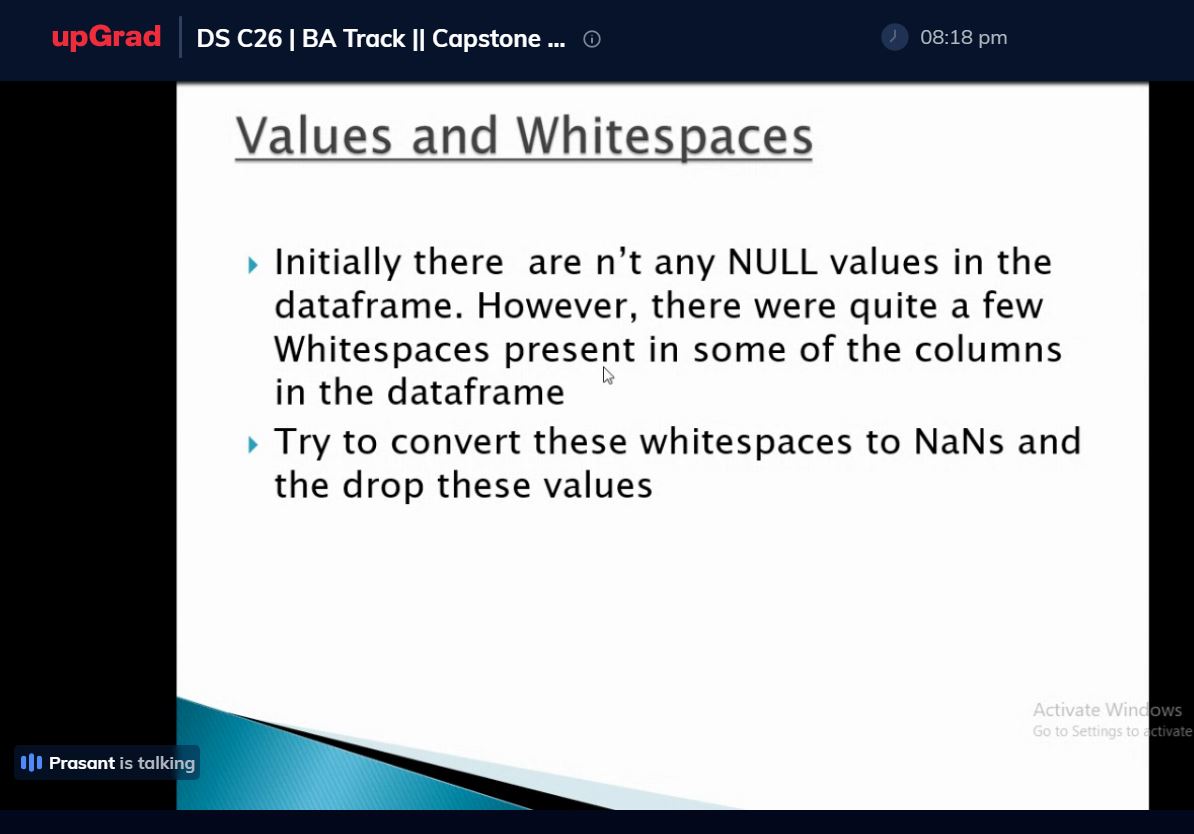 upGrad
DS C26 | BA Track || Capstone ...
08:18 pm
Values and Whitespaces
Initially there  are n’t any NULL values in the
dataframe. However, there were quite a few
Whitespaces present in some of the columns
in the dataframe
Try to convert these whitespaces to NaNs and
the drop these values
Activate Windows
Go to Settings to activate
Prasant is talking